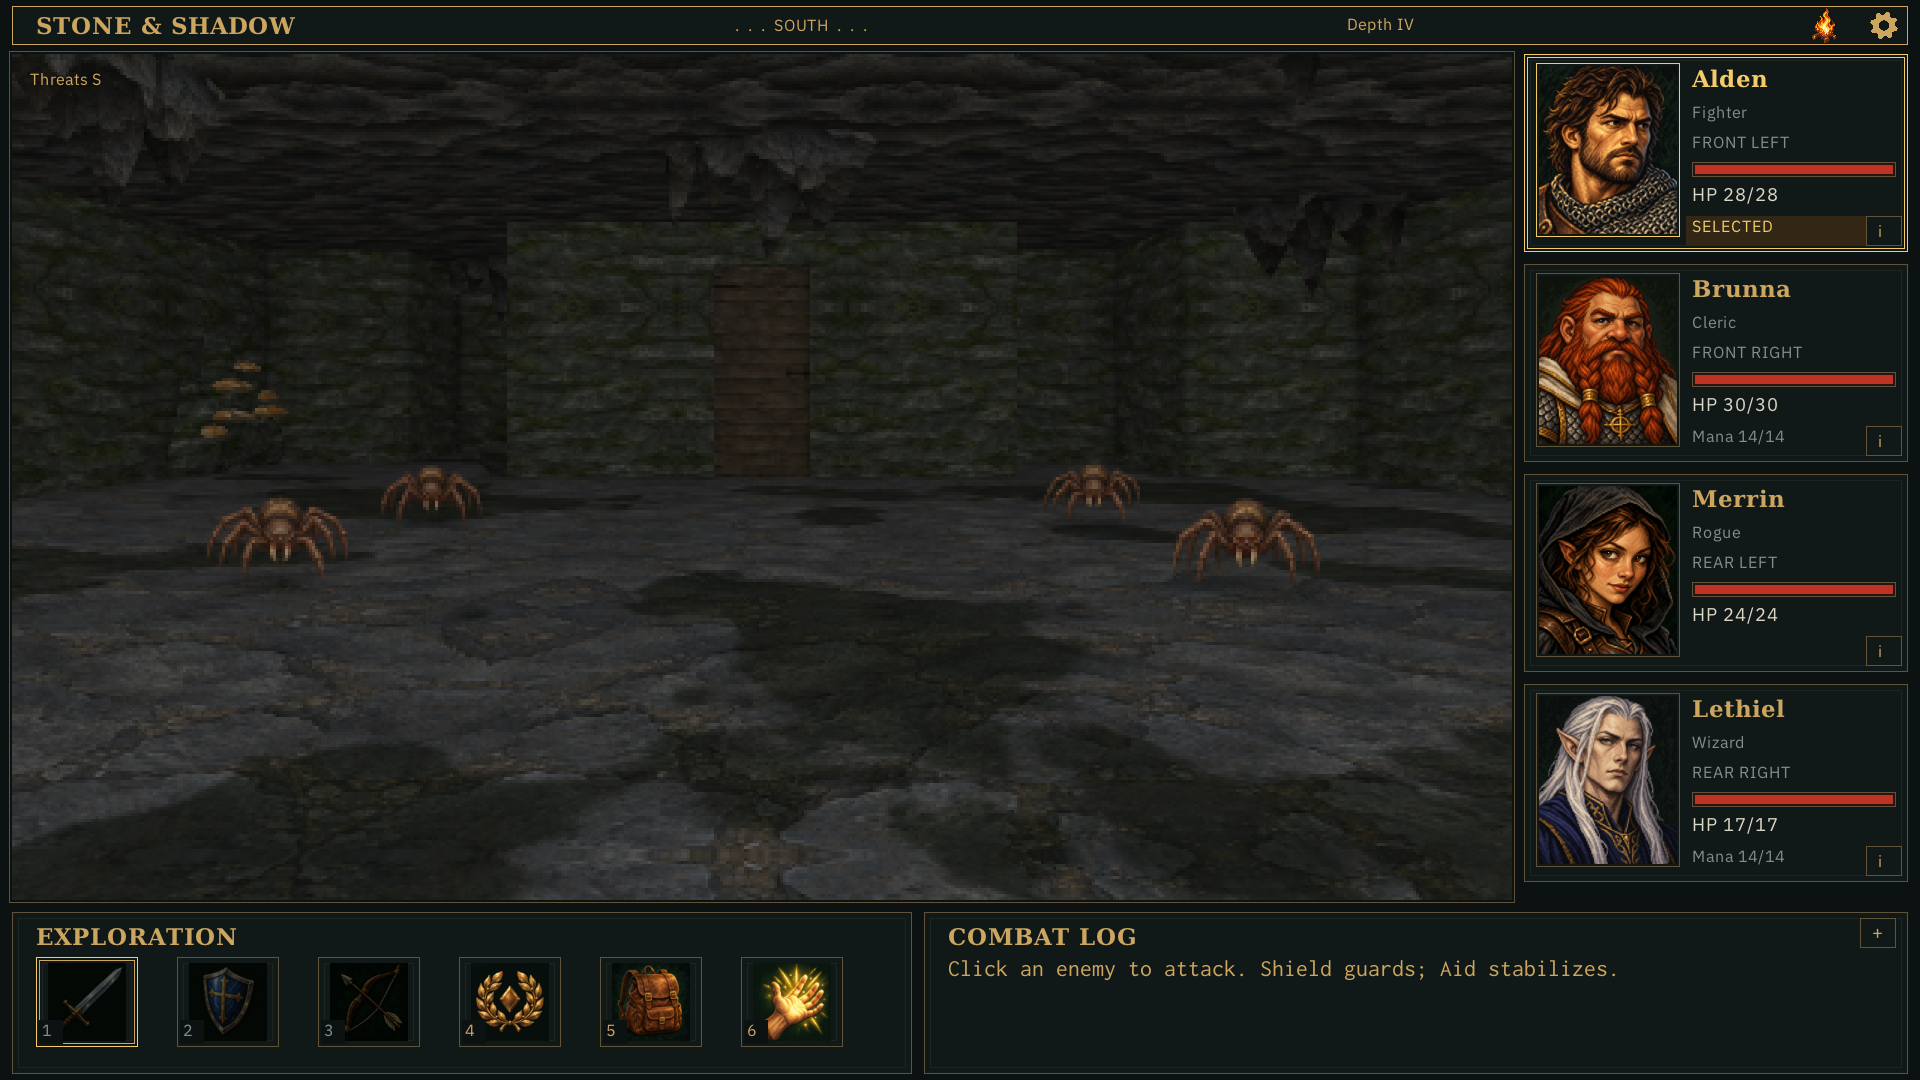 STONE & SHADOW
. . . SOUTH . . .
Depth IV
Threats S
Alden
Fighter
FRONT LEFT
HP 28/28
SELECTED
i
Brunna
Cleric
FRONT RIGHT
HP 30/30
Mana 14/14
i
Merrin
Rogue
REAR LEFT
HP 24/24
i
Lethiel
Wizard
REAR RIGHT
HP 17/17
Mana 14/14
i
EXPLORATION
1
2
3
4
5
6
COMBAT LOG
+
Click an enemy to attack. Shield guards; Aid stabilizes.